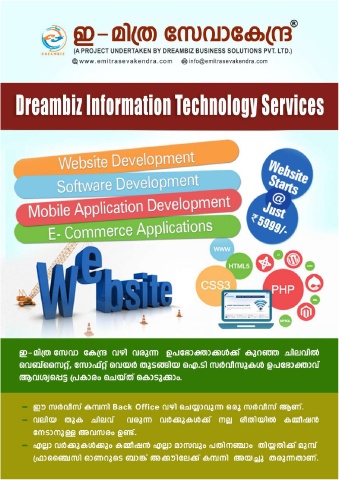 DREAMBIZ
ഇ-മിത്ര സേവാകേന്ദ്ര®
(A PROJECT UNDERTAKEN BY DREAMBIZ BUSINESS SOLUTIONS PVT. LTD.)
www.emitrasevakendra.com info@emitrasevakendra.com
Dreambiz Information Technology Services
Website Development
Software Development
Mobile Application Development
E- Commerce Applications
Website
Starts
@
Just
₹ 5999/-
Website
WWW
HTML5
CSS3
PHP
ഇ-മിത്ര സേവാ കേന്ദ്ര വഴി വരുന്ന ഉപഭോക്താക്കൾക്ക് കുറഞ്ഞ ചിലവിൽ
വെബ്സൈറ്റ്, സോഫ്റ്റ് വെയർ തുടങ്ങിയ ഐ.ടി സർവീസുകൾ ഉപഭോക്താവ്
ആവശ്യപ്പെട്ട പ്രകാരം ചെയ്ത് കൊടുക്കാം.
– ഈ സർവീസ് കമ്പനി Back Office വഴി ചെയ്യാവുന്ന ഒരു സർവീസ് ആണ്.
– വലിയ തുക ചിലവ് വരുന്ന വർക്കുകൾക്ക് നല്ല രീതിയിൽ കമ്മീഷൻ
നേടാനുള്ള അവസരം ഉണ്ട്.
– എല്ലാ വർക്കുകൾക്കും കമ്മീഷൻ എല്ലാ മാസവും പതിനഞ്ചാം തിയ്യതിക്ക് മുമ്പ്
ഫ്രാഞ്ചൈസി ഓണറുടെ ബാങ്ക് അക്കൗണ്ടിലേക്ക് കമ്പനി അയച്ചു തരുന്നതാണ്.